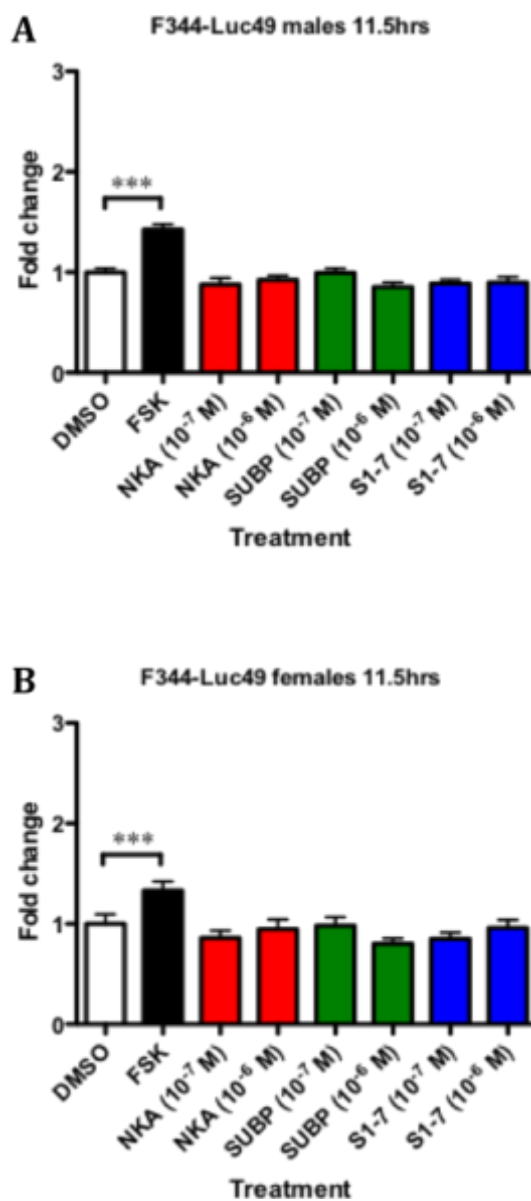 A
F344-Luc49 males 11.5hrs
Fold change
3
2
1
0
***
DMSO
FSK
NKA (10⁻⁷ M)
NKA (10⁻⁶ M)
SUBP (10⁻⁷ M)
SUBP (10⁻⁶ M)
S1-7 (10⁻⁷ M)
S1-7 (10⁻⁶ M)
Treatment
B
F344-Luc49 females 11.5hrs
Fold change
3
2
1
0
***
DMSO
FSK
NKA (10⁻⁷ M)
NKA (10⁻⁶ M)
SUBP (10⁻⁷ M)
SUBP (10⁻⁶ M)
S1-7 (10⁻⁷ M)
S1-7 (10⁻⁶ M)
Treatment